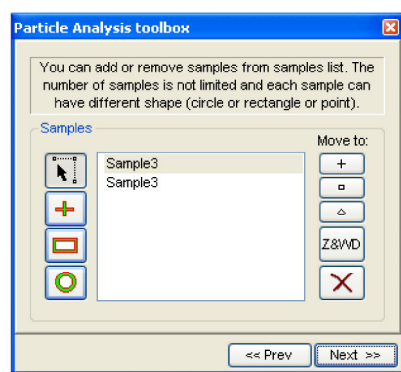 Particle Analysis toolbox
You can add or remove samples from samples list. The
number of samples is not limited and each sample can
have different shape (circle or rectangle or point).
Samples
Move to:
Sample3
Sample3
Z&WD
<< Prev
Next >>